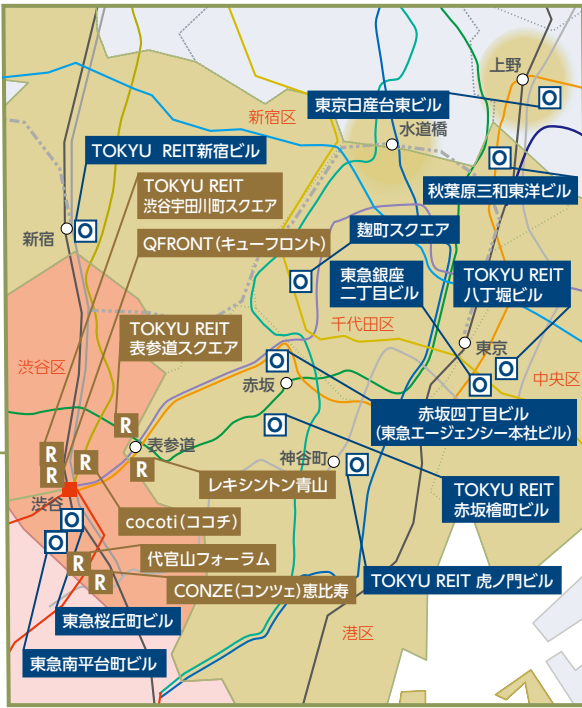 上野
東京日産台東ビル
新宿区
水道橋
TOKYU REIT新宿ビル
秋葉原三和東洋ビル
TOKYU REIT
渋谷宇田川町スクエア
新宿
QFRONT(キューフロント)
麹町スクエア
東急銀座
二丁目ビル
TOKYU REIT
八丁堀ビル
TOKYU REIT
表参道スクエア
千代田区
東京
渋谷区
中央区
赤坂
赤坂四丁目ビル
(東急エージェンシー本社ビル)
R
表参道
R
R
R
R
神谷町
レキシントン青山
TOKYU REIT
赤坂檜町ビル
渋谷
cocoti(ココチ)
代官山フォーラム
R
R
CONZE(コンツェ)恵比寿
TOKYU REIT 虎ノ門ビル
東急桜丘町ビル
港区
東急南平台町ビル